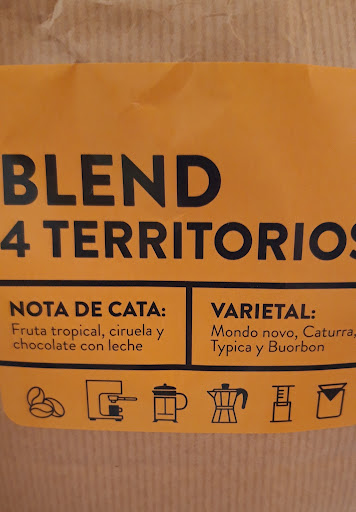 BLEND
4 TERRITORIOS
NOTA DE CATA:
Fruta tropical, ciruela y
chocolate con leche
VARIETAL:
Mondo novo, Caturra,
Typica y Buorbon